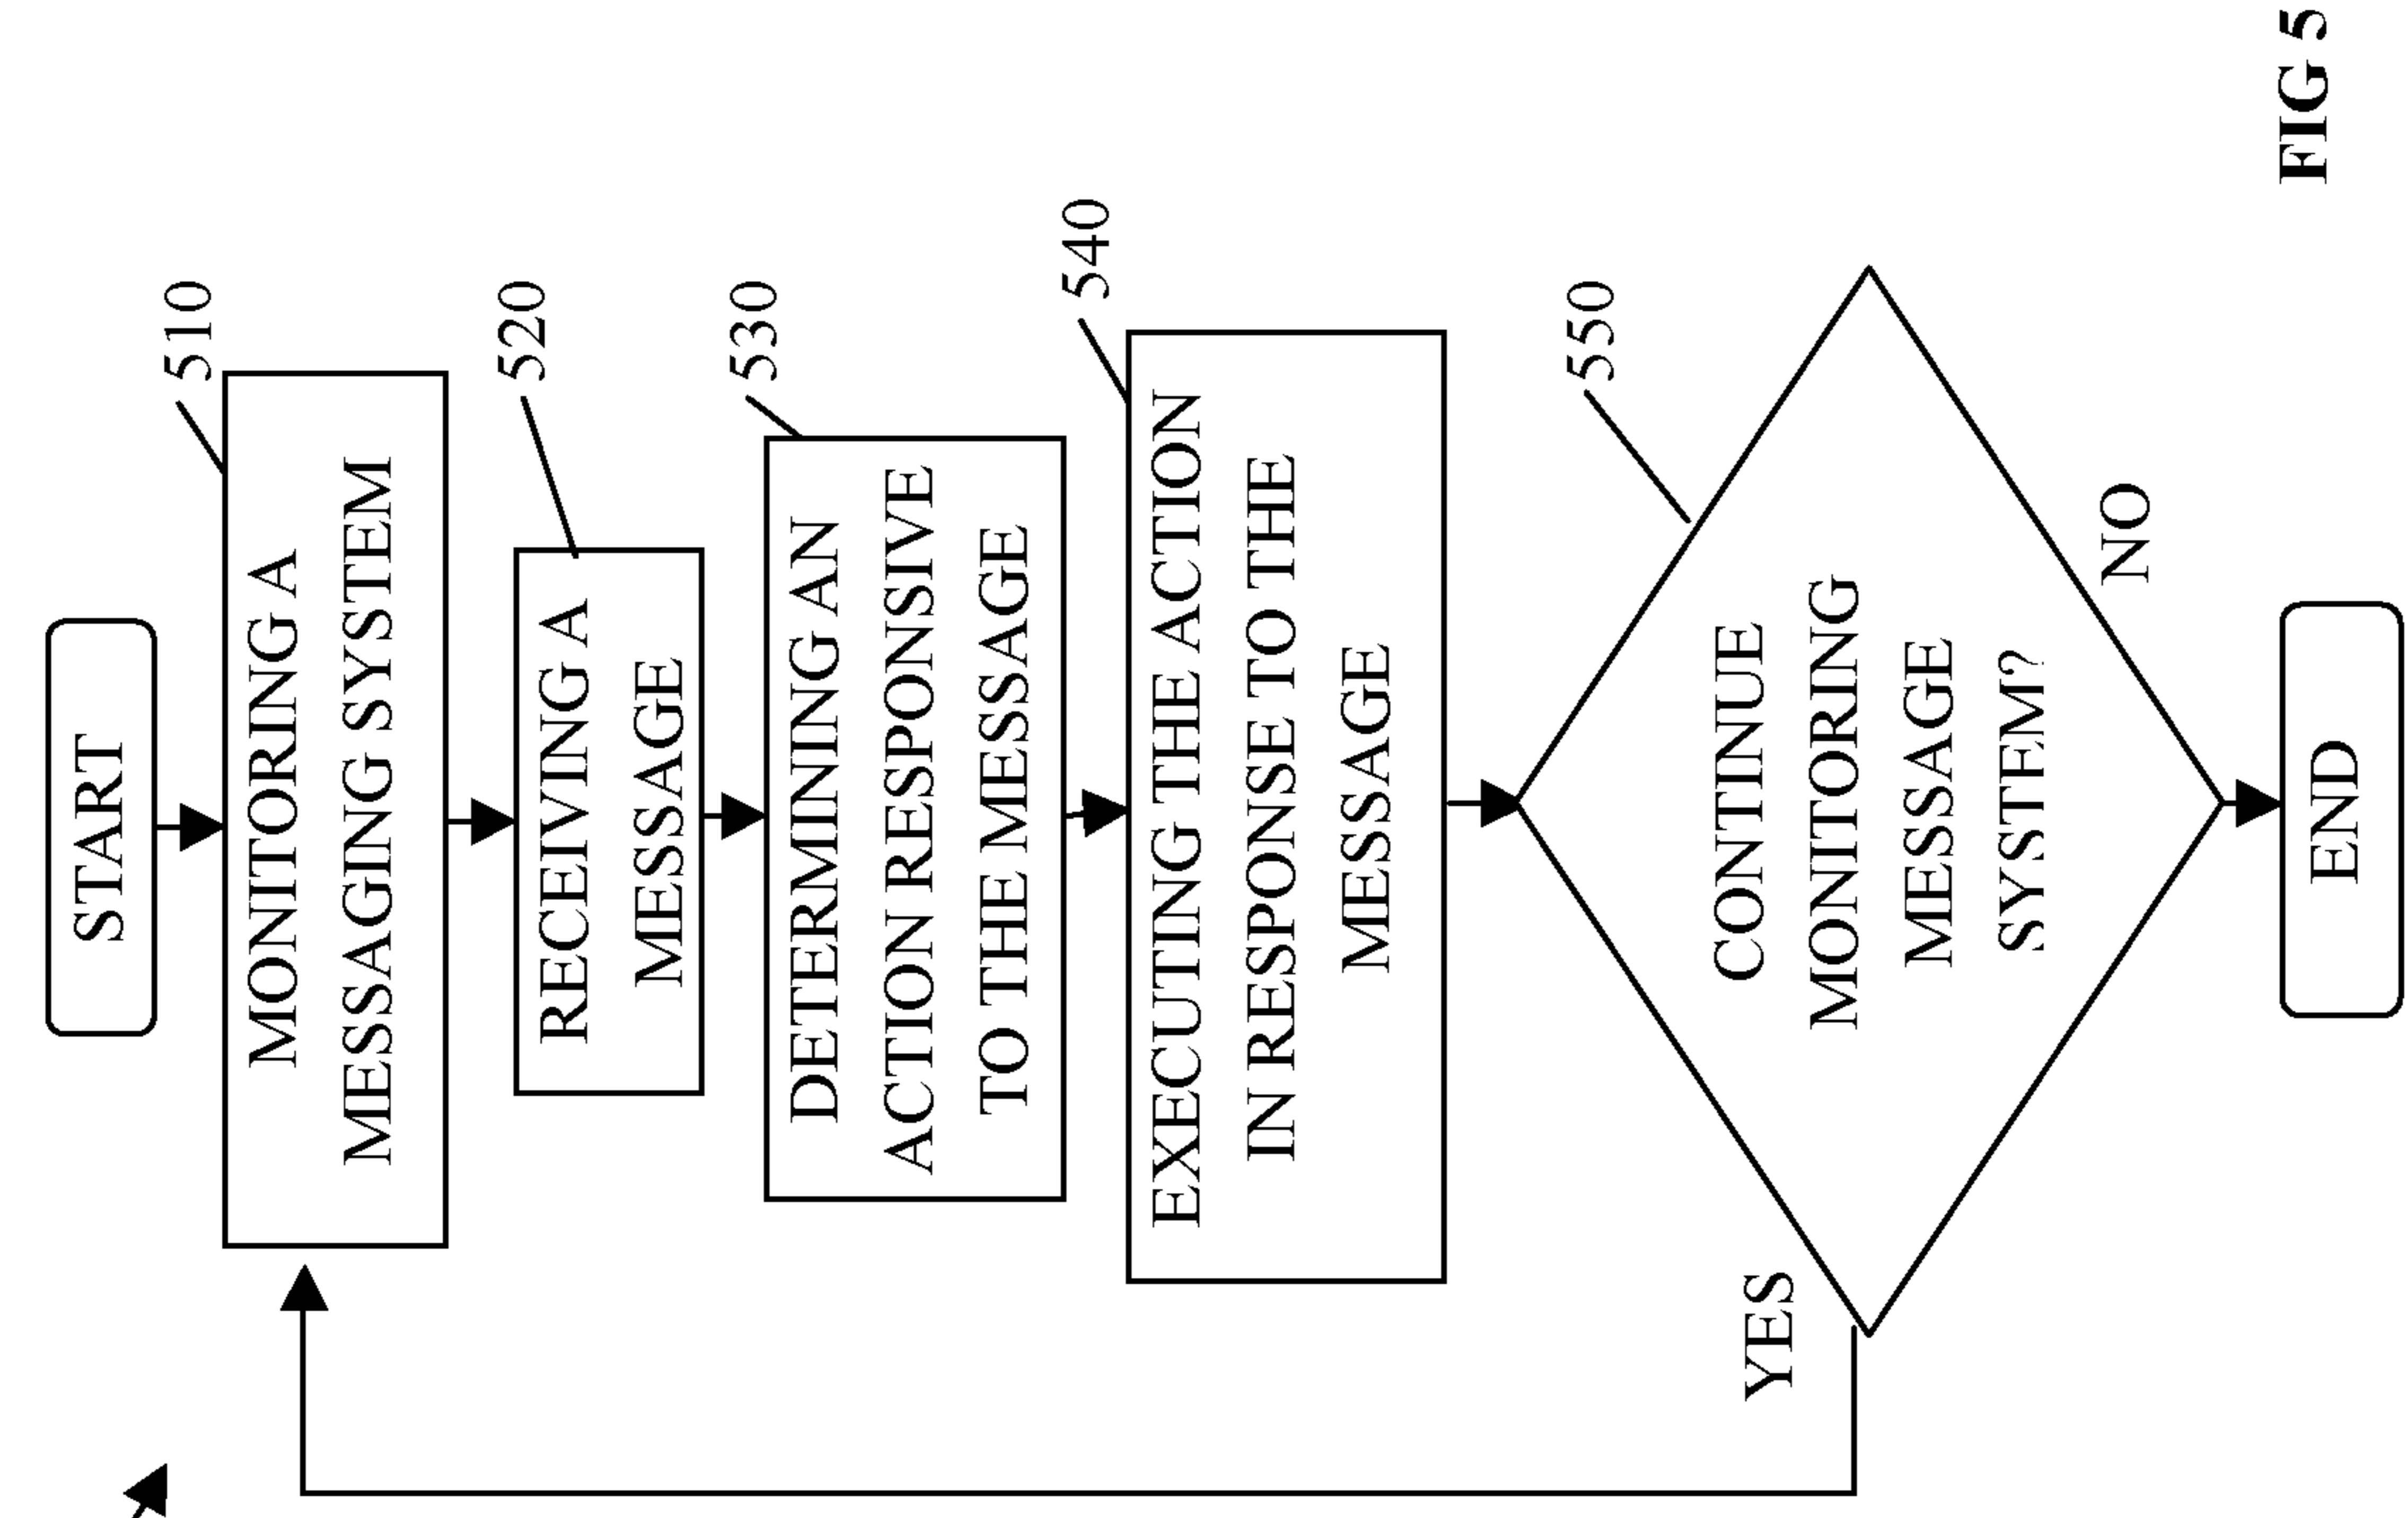 START
510
MONITORING A
MESSAGING SYSTEM
520
RECEIVING A
MESSAGE
530
DETERMINING AN
ACTION RESPONSIVE
TO THE MESSAGE
540
EXECUTING THE ACTION
IN RESPONSE TO THE
MESSAGE
550
CONTINUE
MONITORING
MESSAGE
SYSTEM?
YES
NO
END
FIG 5